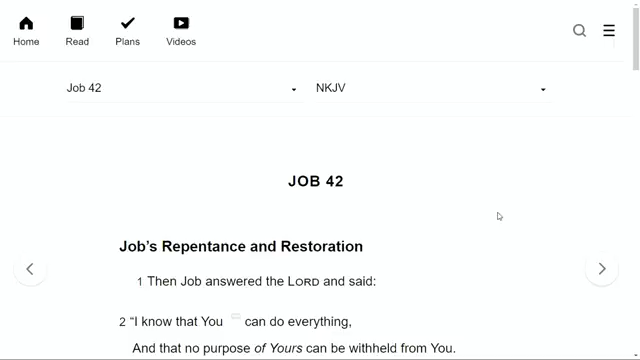 Home Read Plans Videos
Job 42 NKJV
JOB 42
Job’s Repentance and Restoration
1 Then Job answered the LORD and said:
2 “I know that You can do everything,
And that no purpose of Yours can be withheld from You.